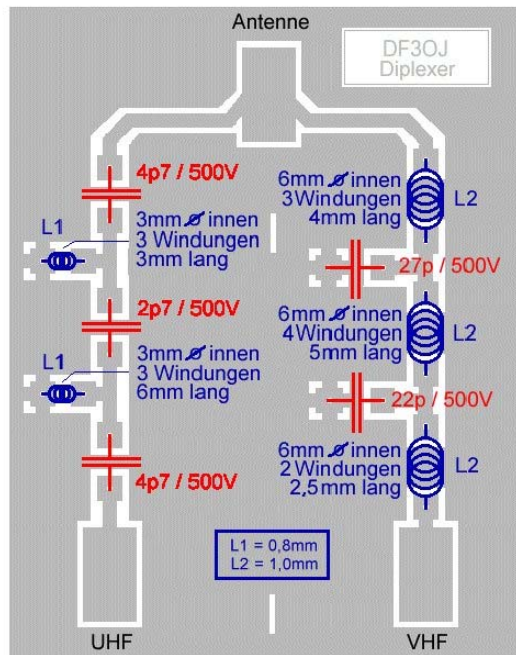 Antenne
DF3OJ
Diplexer
4p7 / 500V
L1
3mm ⌀ innen
3 Windungen
3mm lang
2p7 / 500V
L1
3mm ⌀ innen
3 Windungen
6mm lang
4p7 / 500V
UHF
6mm ⌀ innen
3Windungen
4mm lang
L2
27p / 500V
6mm ⌀ innen
4Windungen
5mm lang
L2
22p / 500V
6mm ⌀ innen
2Windungen
2,5mm lang
L2
L1 = 0,8mm
L2 = 1,0mm
VHF